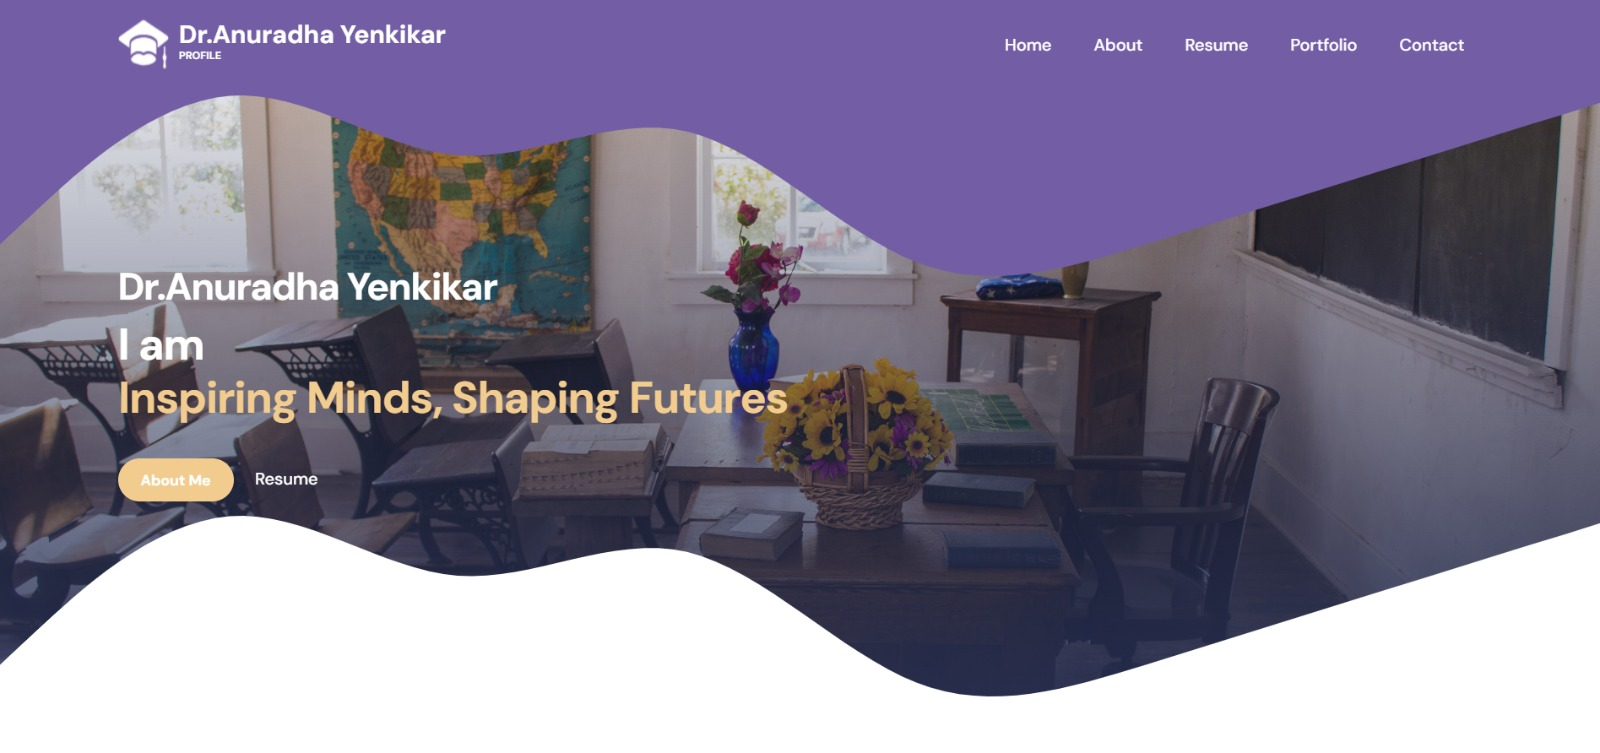 Dr.Anuradha Yenkikar
PROFILE
Home About Resume Portfolio Contact
Dr.Anuradha Yenkikar
I am
Inspiring Minds, Shaping Futures
About Me Resume